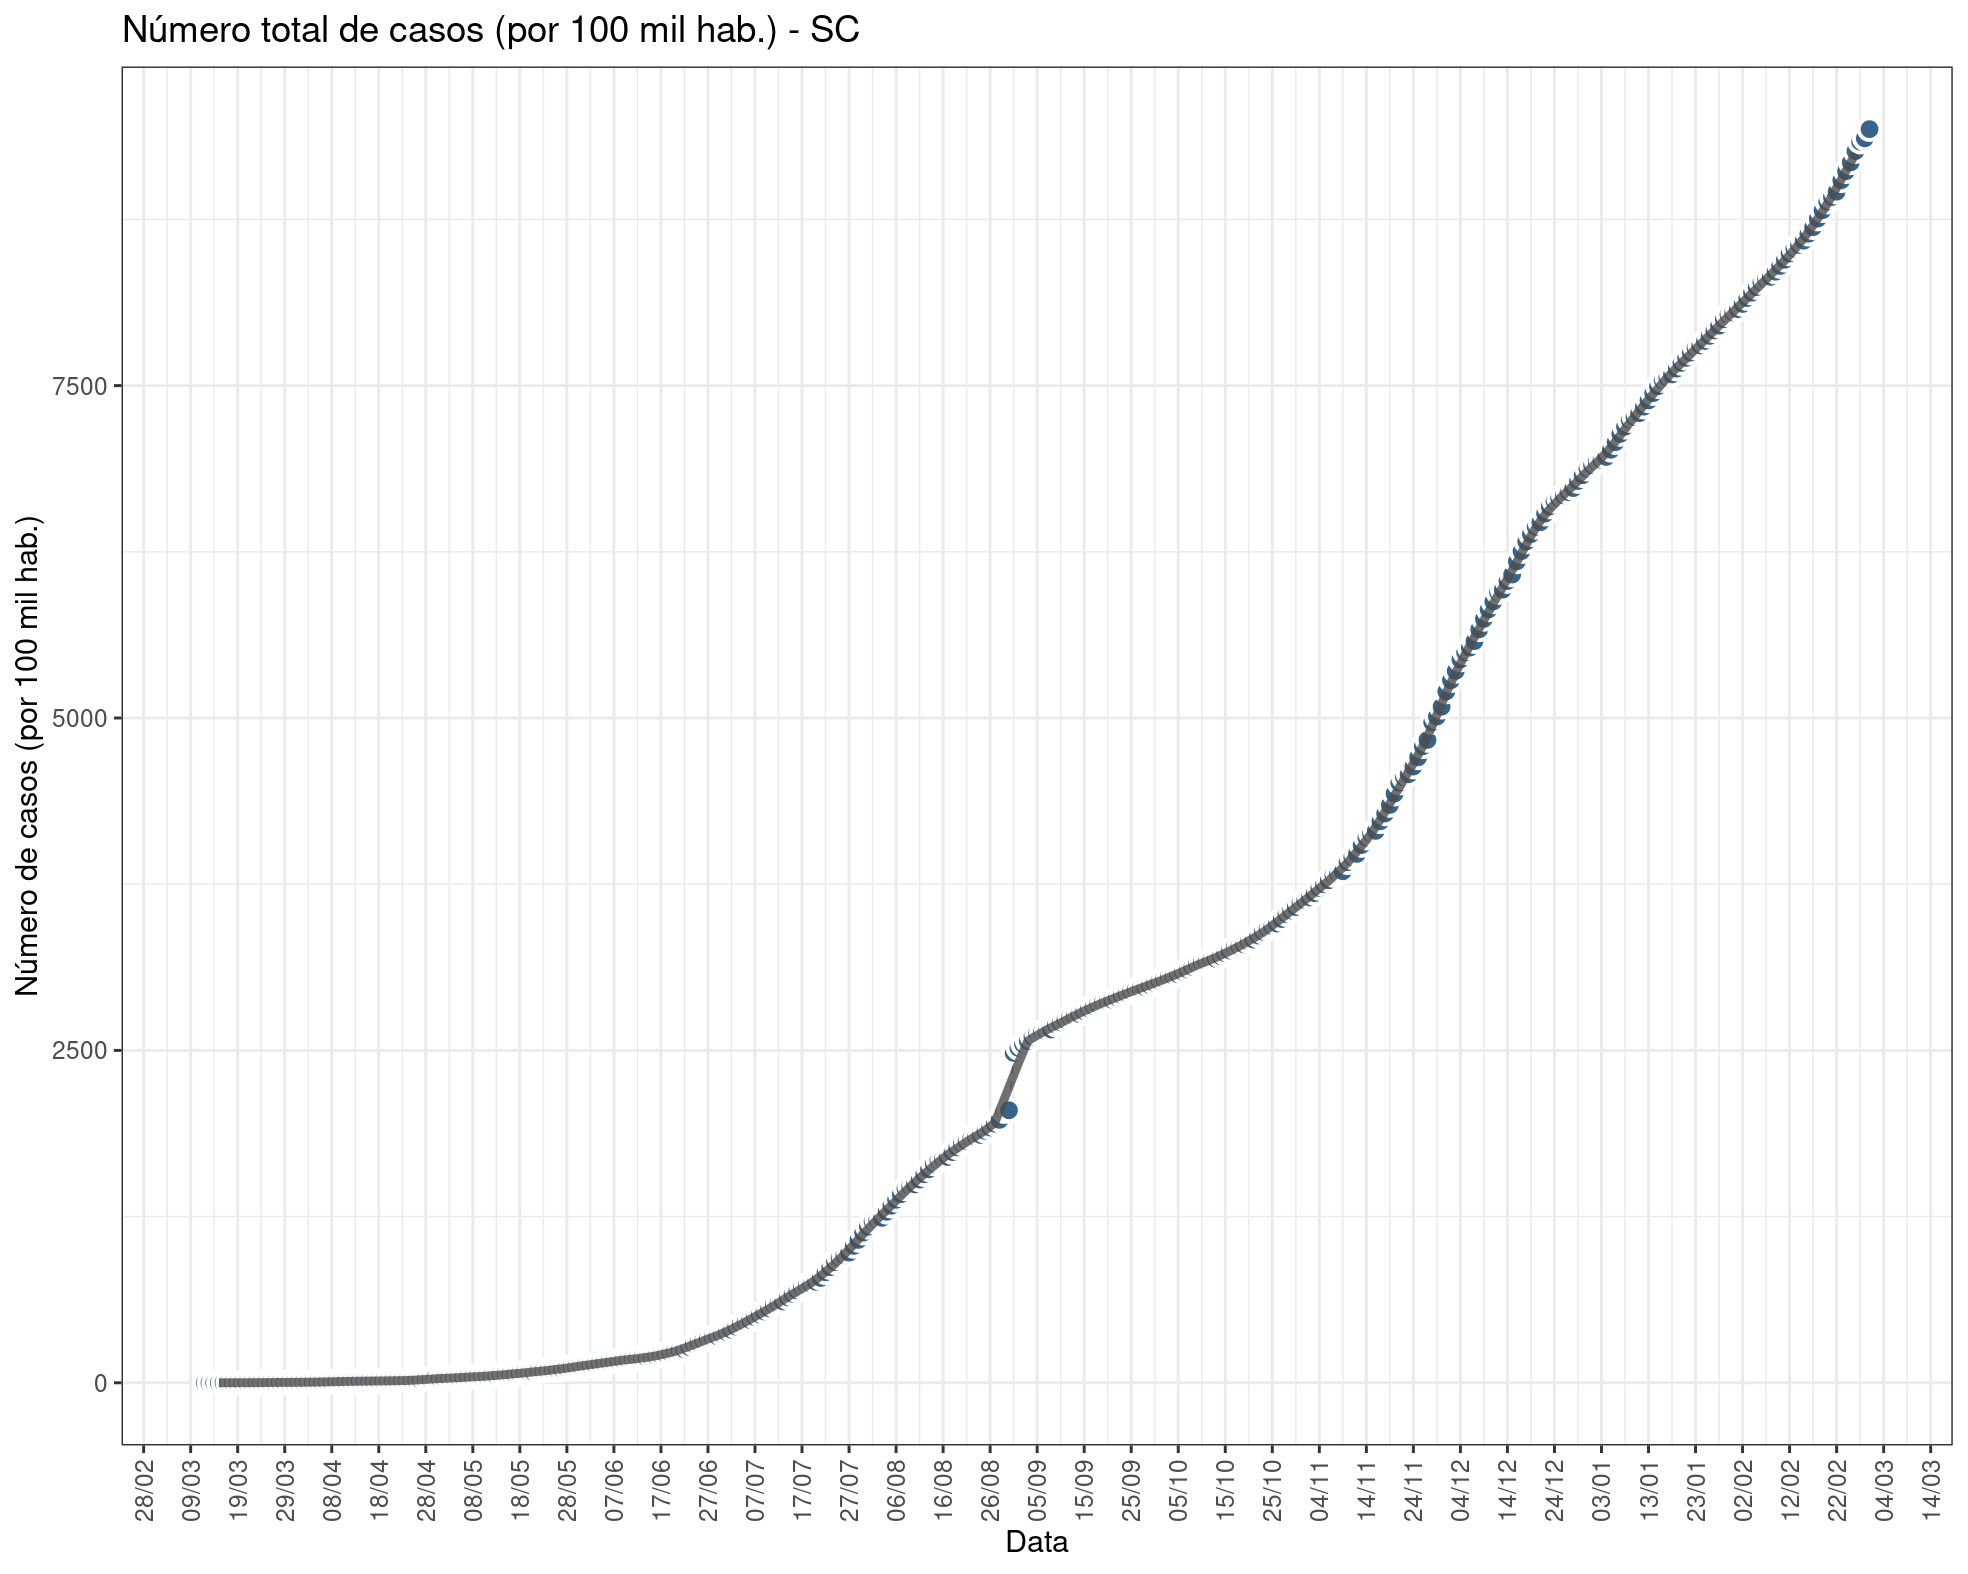 Número total de casos (por 100 mil hab.) - SC
Número de casos (por 100 mil hab.)
7500
5000
2500
0
28/02 09/03 19/03 29/03 08/04 18/04 28/04 08/05 18/05 28/05 07/06 17/06 27/06 07/07 17/07 27/07 06/08 16/08 26/08 05/09 15/09 25/09 05/10 15/10 25/10 04/11 14/11 24/11 04/12 14/12 24/12 03/01 13/01 23/01 02/02 12/02 22/02 04/03 14/03
Data